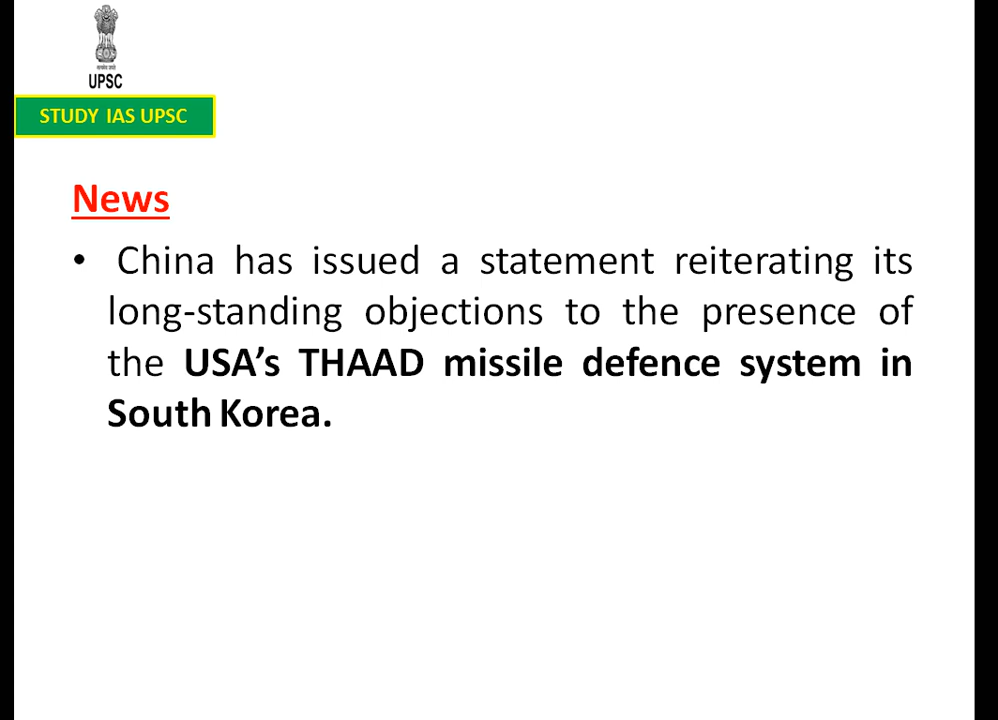 UPSC
STUDY IAS UPSC
News
• China has issued a statement reiterating its
long-standing objections to the presence of
the USA’s THAAD missile defence system in
South Korea.